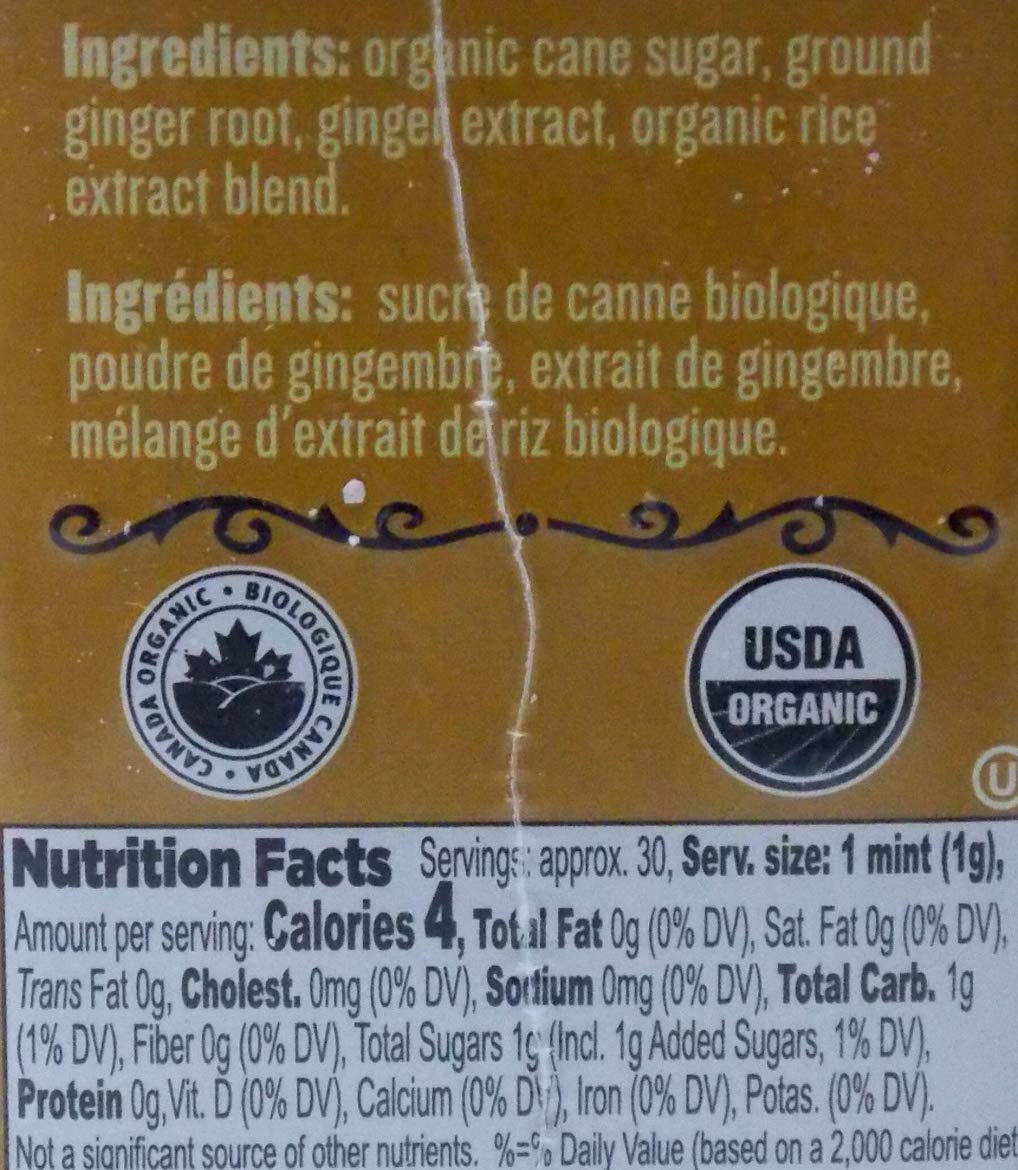 Ingredients: organic cane sugar, ground
ginger root, ginger extract, organic rice
extract blend.
Ingrédients: sucre de canne biologique,
poudre de gingembre, extrait de gingembre,
mélange d'extrait de riz biologique.
CANADA ORGANIC • BIOLOGIQUE CANADA •
USDA
ORGANIC
U
Nutrition Facts Servings: approx. 30, Serv. size: 1 mint (1g),
Amount per serving: Calories 4, Total Fat 0g (0% DV), Sat. Fat 0g (0% DV),
Trans Fat 0g, Cholest. 0mg (0% DV), Sodium 0mg (0% DV), Total Carb. 1g
(1% DV), Fiber 0g (0% DV), Total Sugars 1g (Incl. 1g Added Sugars, 1% DV),
Protein 0g, Vit. D (0% DV), Calcium (0% DV), Iron (0% DV), Potas. (0% DV).
Not a significant source of other nutrients. %=% Daily Value (based on a 2,000 calorie diet